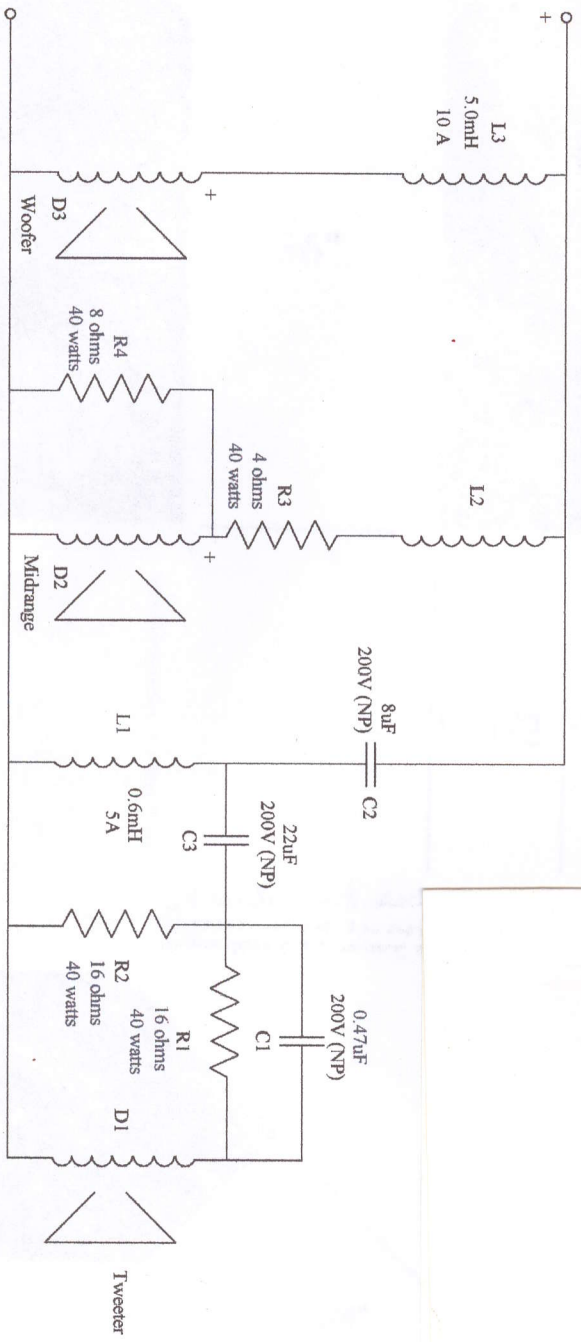 +
L3
5.0mH
10 A
+
D3
Woofer
R4
8 ohms
40 watts
L2
R3
4 ohms
40 watts
+
D2
Midrange
8uF
200V (NP)
C2
L1
0.6mH
5A
22uF
200V (NP)
C3
R2
16 ohms
40 watts
0.47uF
200V (NP)
C1
R1
16 ohms
40 watts
D1
Tweeter